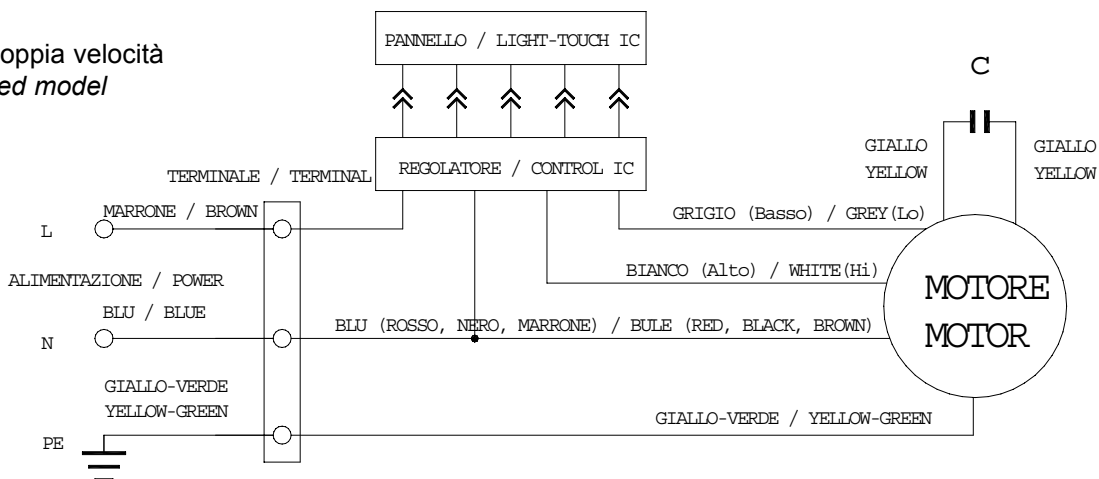 oppia velocità
ed model
PANNELLO / LIGHT-TOUCH IC
C
GIALLO
YELLOW
GIALLO
YELLOW
REGOLATORE / CONTROL IC
TERMINALE / TERMINAL
L
MARRONE / BROWN
GRIGIO (Basso) / GREY(Lo)
BIANCO (Alto) / WHITE(Hi)
ALIMENTAZIONE / POWER
MOTORE
MOTOR
N
BLU / BLUE
BLU (ROSSO, NERO, MARRONE) / BULE (RED, BLACK, BROWN)
GIALLO-VERDE
YELLOW-GREEN
GIALLO-VERDE / YELLOW-GREEN
PE